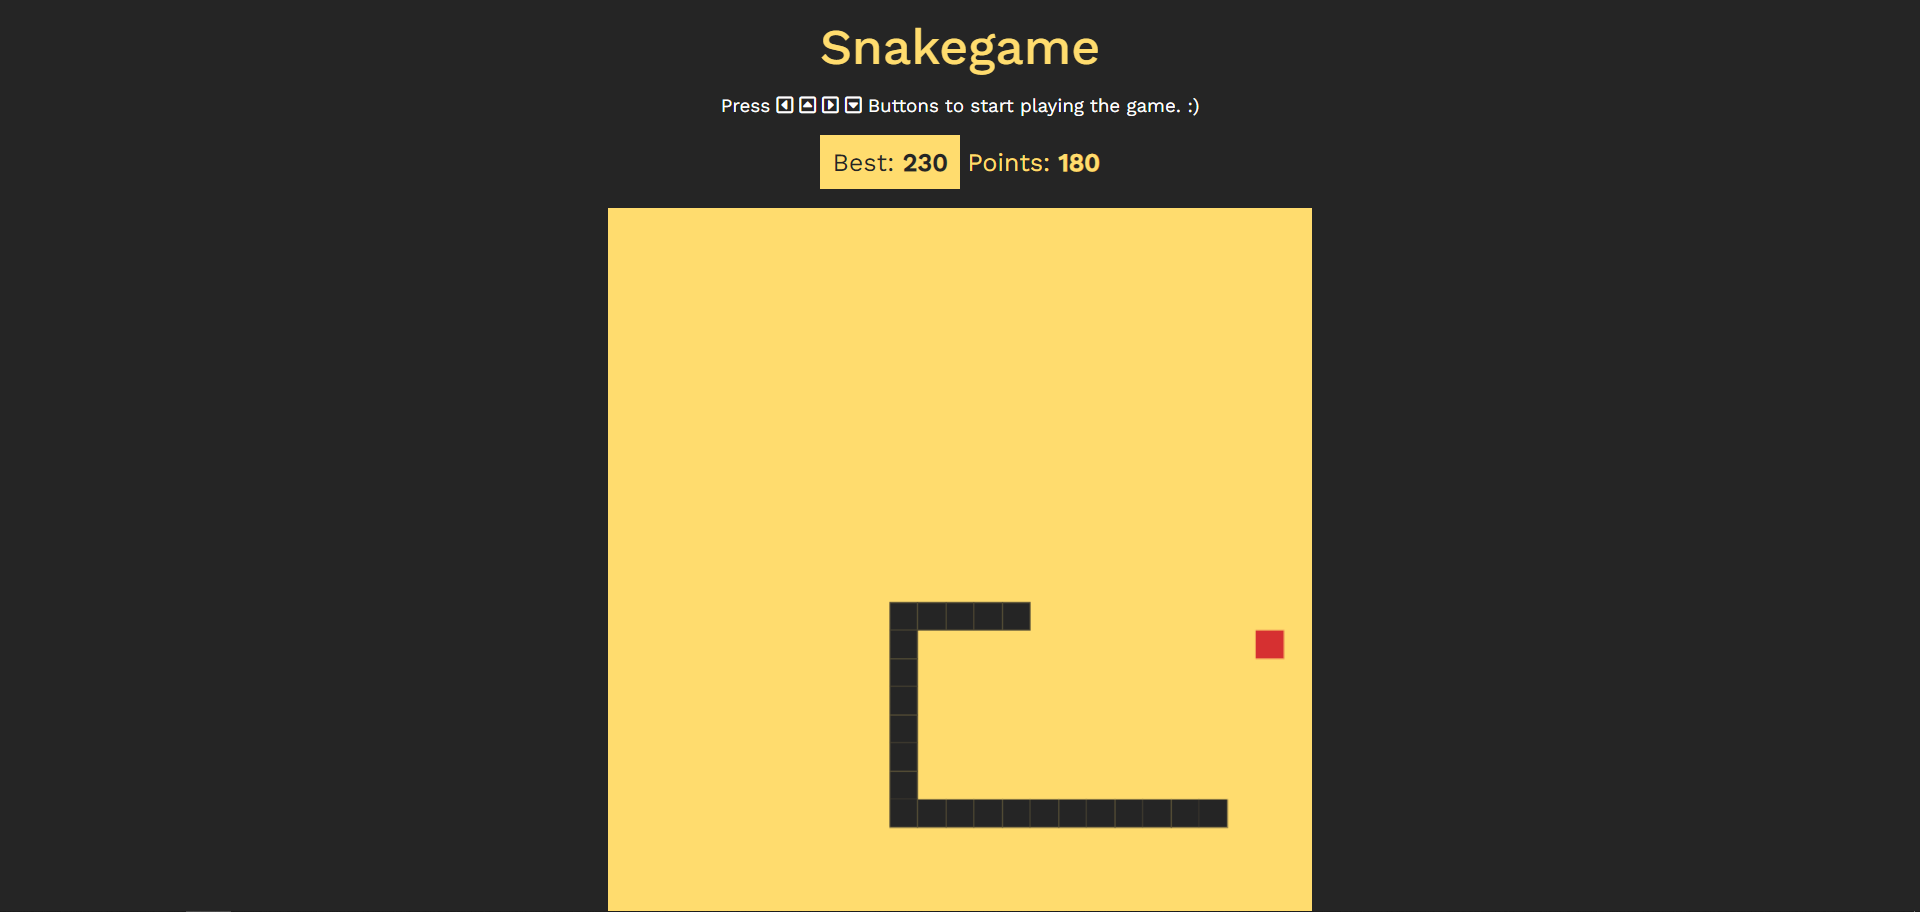 Snakegame
Press Buttons to start playing the game. :)
Best: 230 Points: 180